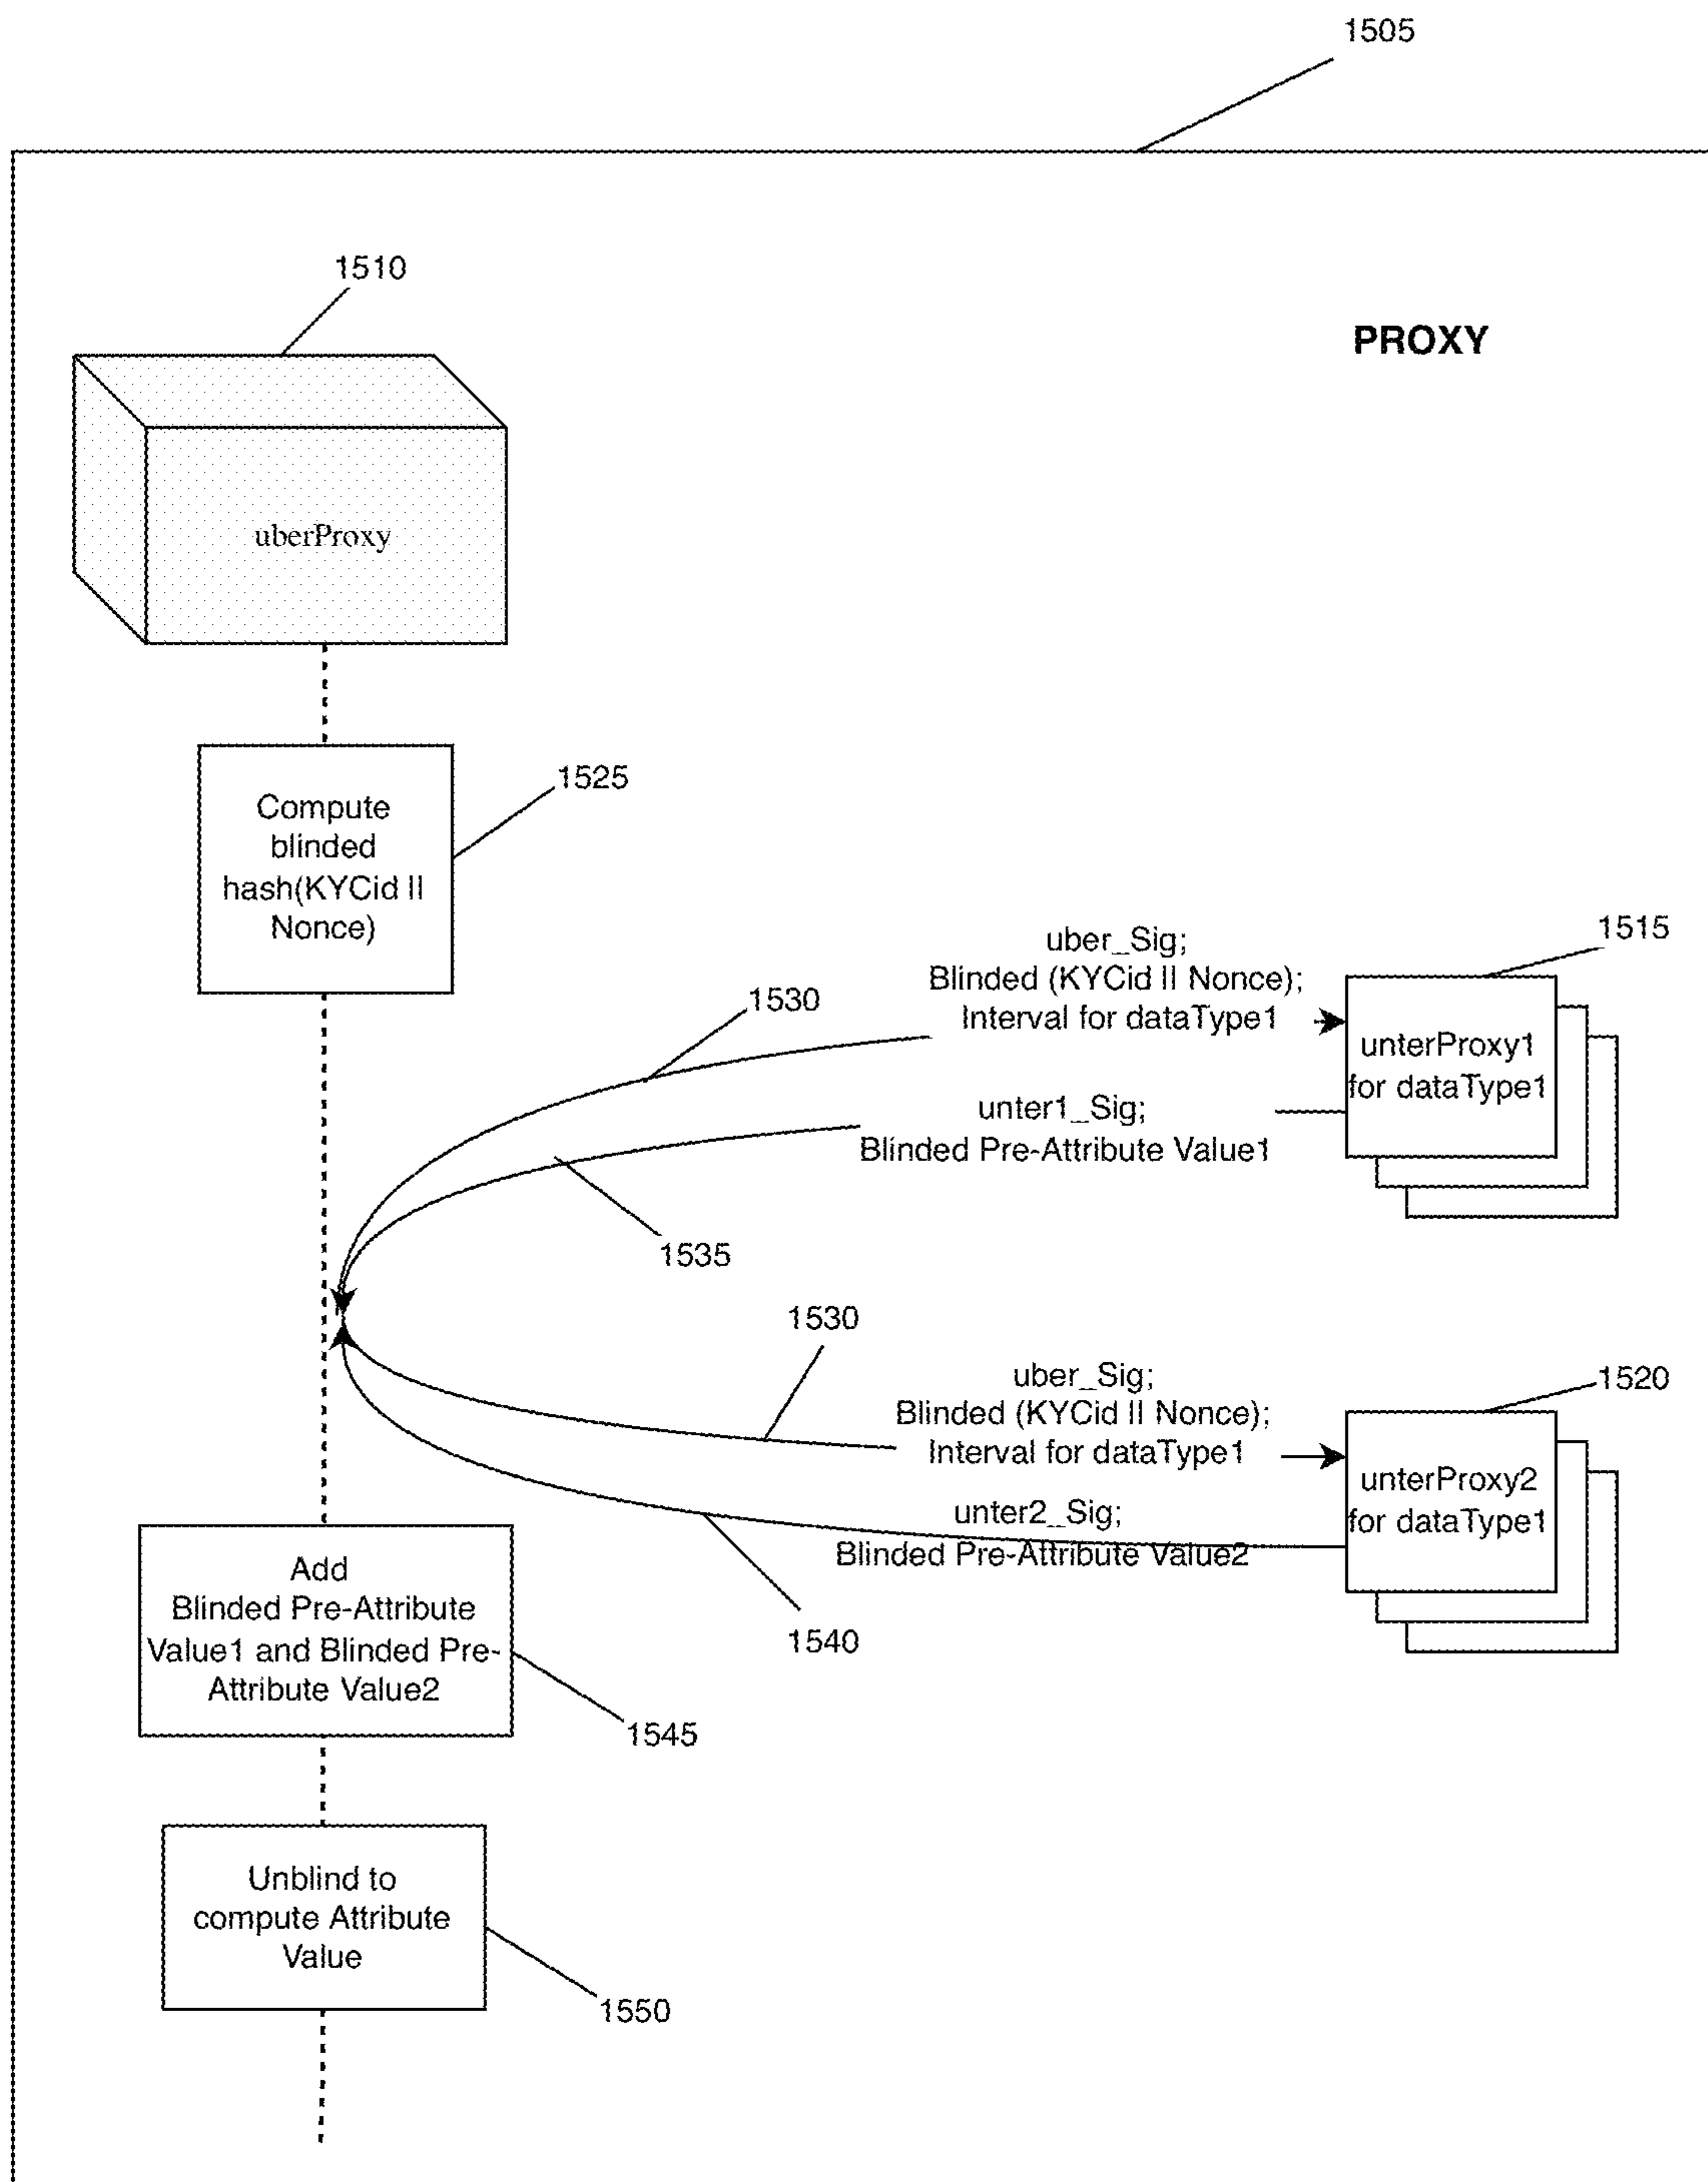 1505
1510
PROXY
uberProxy
Compute
blinded
hash(KYCid ||
Nonce)
1525
uber_Sig;
Blinded (KYCid || Nonce);
Interval for dataType1
1515
1530
unterProxy1
for dataType1
unter1_Sig;
Blinded Pre-Attribute Value1
1535
1530
uber_Sig;
Blinded (KYCid || Nonce);
Interval for dataType1
1520
unterProxy2
for dataType1
unter2_Sig;
Blinded Pre-Attribute Value2
1540
Add
Blinded Pre-Attribute
Value1 and Blinded Pre-
Attribute Value2
1545
Unblind to
compute Attribute
Value
1550